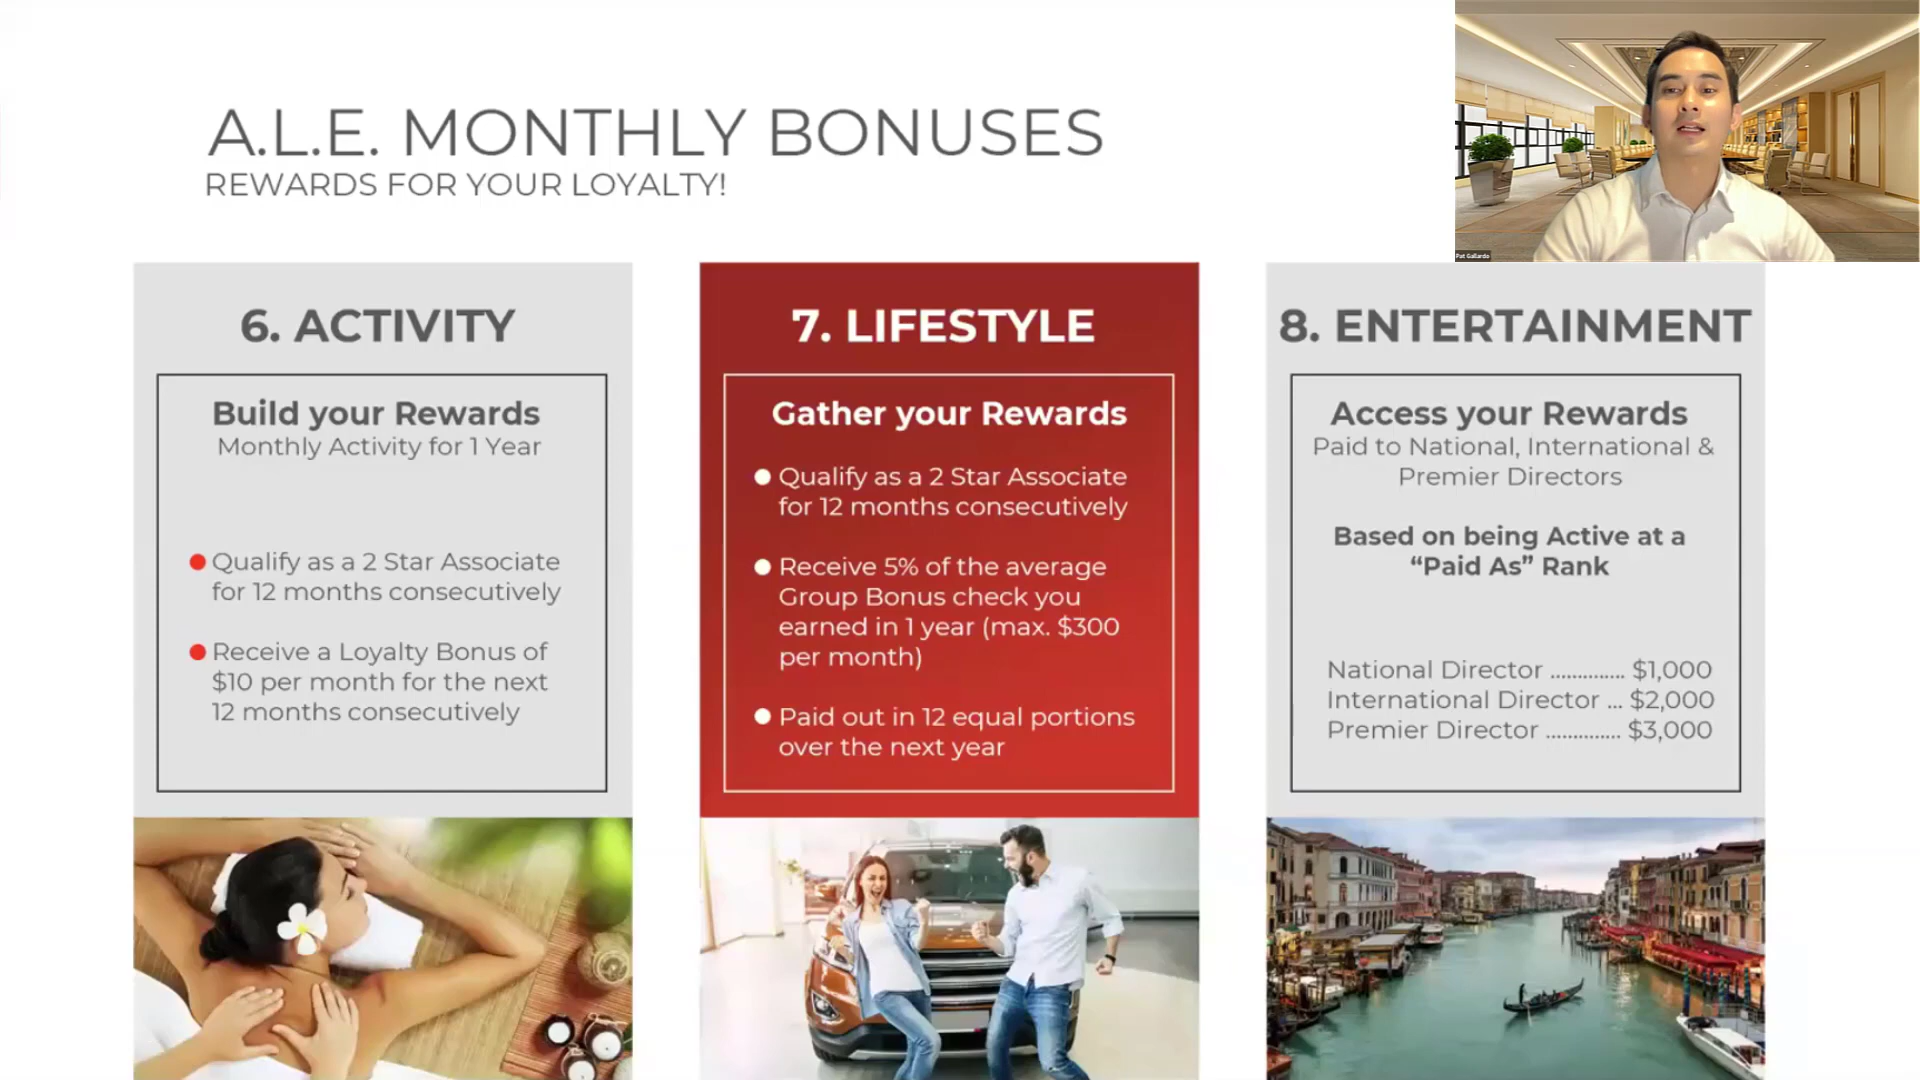 A.L.E. MONTHLY BONUSES
REWARDS FOR YOUR LOYALTY!
Pat Gallardo
6. ACTIVITY
Build your Rewards
Monthly Activity for 1 Year
Qualify as a 2 Star Associate
for 12 months consecutively
Receive a Loyalty Bonus of
$10 per month for the next
12 months consecutively
7. LIFESTYLE
Gather your Rewards
Qualify as a 2 Star Associate
for 12 months consecutively
Receive 5% of the average
Group Bonus check you
earned in 1 year (max. $300
per month)
Paid out in 12 equal portions
over the next year
8. ENTERTAINMENT
Access your Rewards
Paid to National, International &
Premier Directors
Based on being Active at a
“Paid As” Rank
National Director .............. $1,000
International Director ... $2,000
Premier Director .............. $3,000